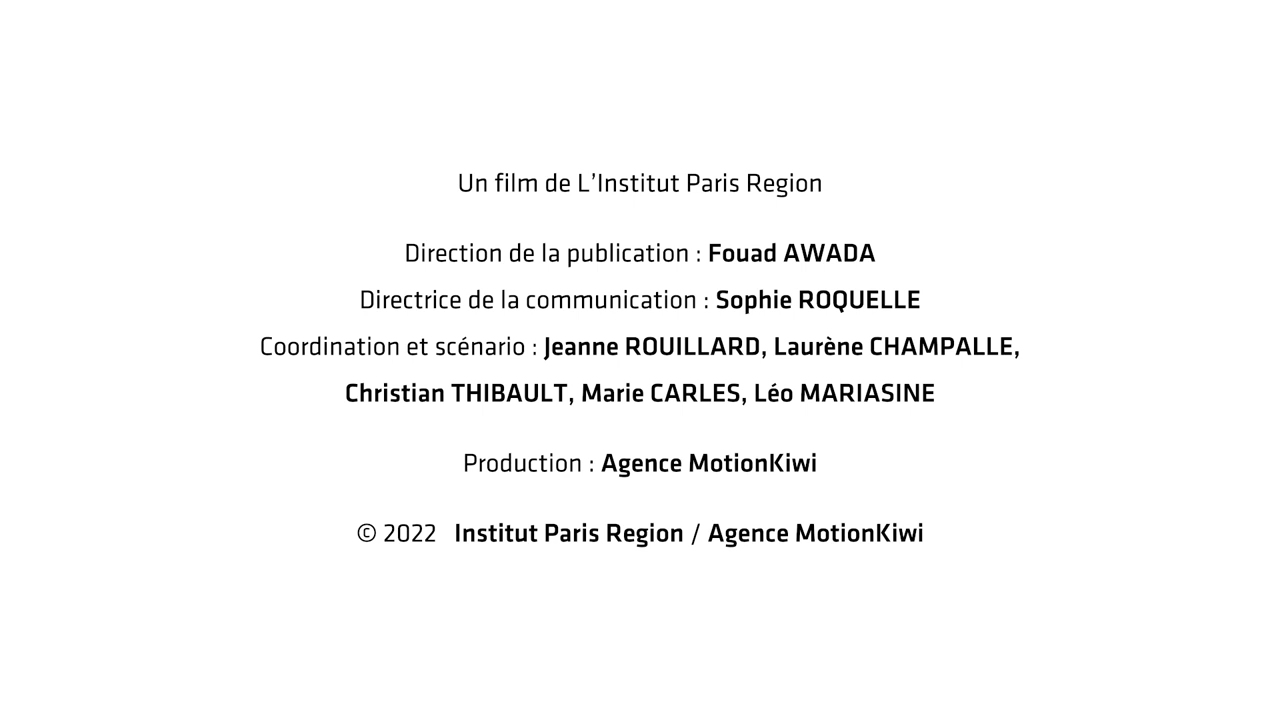 Un film de L’Institut Paris Region
Direction de la publication : Fouad AWADA
Directrice de la communication : Sophie ROQUELLE
Coordination et scénario : Jeanne ROUILLARD, Laurène CHAMPALLE,
Christian THIBAULT, Marie CARLES, Léo MARIASINE
Production : Agence MotionKiwi
© 2022 Institut Paris Region / Agence MotionKiwi